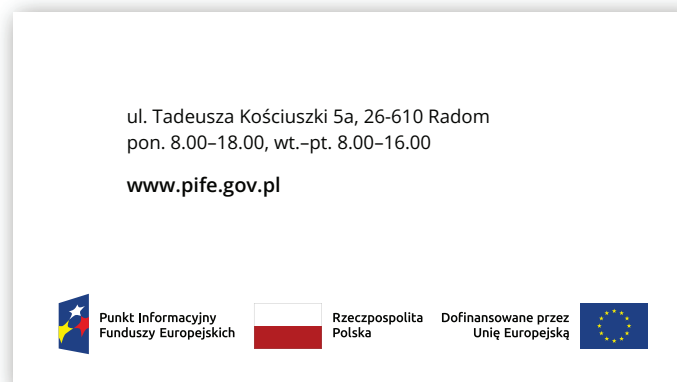 ul. Tadeusza Kościuszki 5a, 26-610 Radom
pon. 8.00–18.00, wt.–pt. 8.00–16.00
www.pife.gov.pl
Punkt Informacyjny
Funduszy Europejskich
Rzeczpospolita
Polska
Dofinansowane przez
Unię Europejską